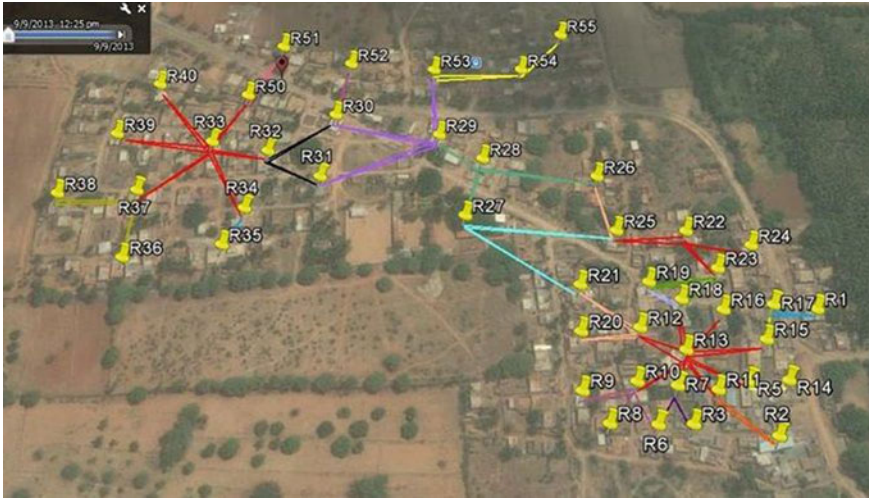 9/9/2013 12:25 pm
9/9/2013
R51
R55
R52
R53
R54
R40
R50
R30
R39
R33
R32
R29
R28
R31
R26
R38
R37
R34
R27
R36
R35
R25
R22
R24
R23
R21
R19
R18
R16
R17
R1
R20
R12
R13
R15
R9
R10
R7
R11
R5
R14
R8
R6
R3
R2